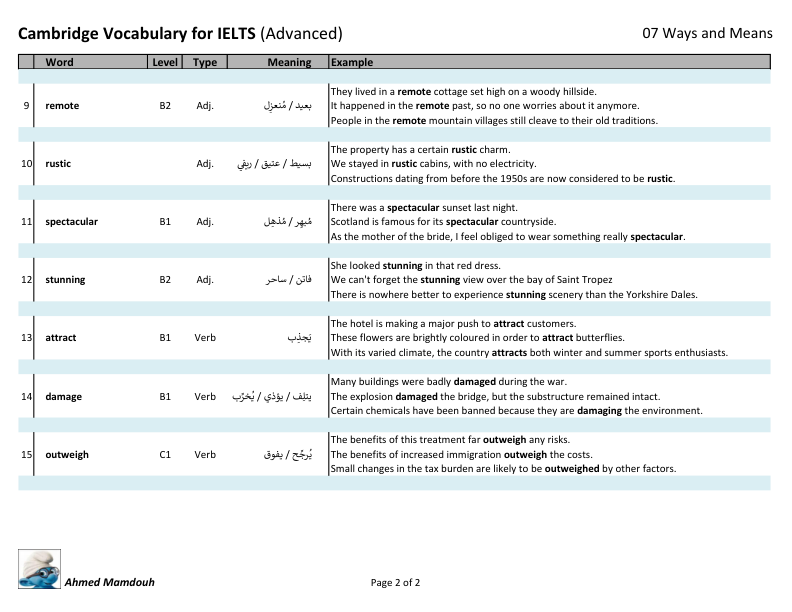 Cambridge Vocabulary for IELTS (Advanced) 07 Ways and Means
Word Level Type Meaning Example
They lived in a remote cottage set high on a woody hillside.
9 remote B2 Adj. بعيد / مُنعزِل It happened in the remote past, so no one worries about it anymore.
People in the remote mountain villages still cleave to their old traditions.
The property has a certain rustic charm.
10 rustic Adj. بسيط / عتيق / ريفِي We stayed in rustic cabins, with no electricity.
Constructions dating from before the 1950s are now considered to be rustic.
There was a spectacular sunset last night.
11 spectacular B1 Adj. مُبهِر / مُذهِل Scotland is famous for its spectacular countryside.
As the mother of the bride, I feel obliged to wear something really spectacular.
She looked stunning in that red dress.
12 stunning B2 Adj. فاتن / ساحر We can't forget the stunning view over the bay of Saint Tropez
There is nowhere better to experience stunning scenery than the Yorkshire Dales.
The hotel is making a major push to attract customers.
13 attract B1 Verb يَجذِب These flowers are brightly coloured in order to attract butterflies.
With its varied climate, the country attracts both winter and summer sports enthusiasts.
Many buildings were badly damaged during the war.
14 damage B1 Verb يتلِف / يؤذي / يُخرِّب The explosion damaged the bridge, but the substructure remained intact.
Certain chemicals have been banned because they are damaging the environment.
The benefits of this treatment far outweigh any risks.
15 outweigh C1 Verb يُرجِّح / يفوق The benefits of increased immigration outweigh the costs.
Small changes in the tax burden are likely to be outweighed by other factors.
Ahmed Mamdouh Page 2 of 2